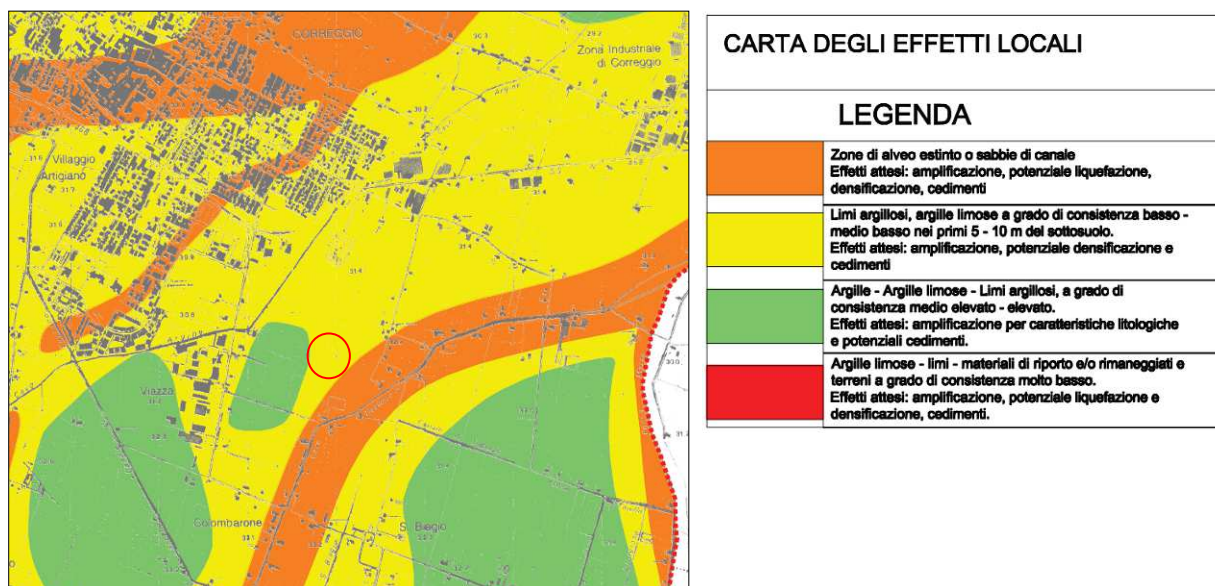 CORREGGIO
Zona Industriale
di Correggio
Villaggio
Artigiano
Viazza
Colombarone
S. Biagio
CARTA DEGLI EFFETTI LOCALI
LEGENDA
Zone di alveo estinto o sabbie di canale
Effetti attesi: amplificazione, potenziale liquefazione,
densificazione, cedimenti
Limi argillosi, argille limose a grado di consistenza basso -
medio basso nei primi 5 - 10 m del sottosuolo.
Effetti attesi: amplificazione, potenziale densificazione e
cedimenti
Argille - Argille limose - Limi argillosi, a grado di
consistenza medio elevato - elevato.
Effetti attesi: amplificazione per caratteristiche litologiche
e potenziali cedimenti.
Argille limose - limi - materiali di riporto e/o rimaneggiati e
terreni a grado di consistenza molto basso.
Effetti attesi: amplificazione, potenziale liquefazione e
densificazione, cedimenti.